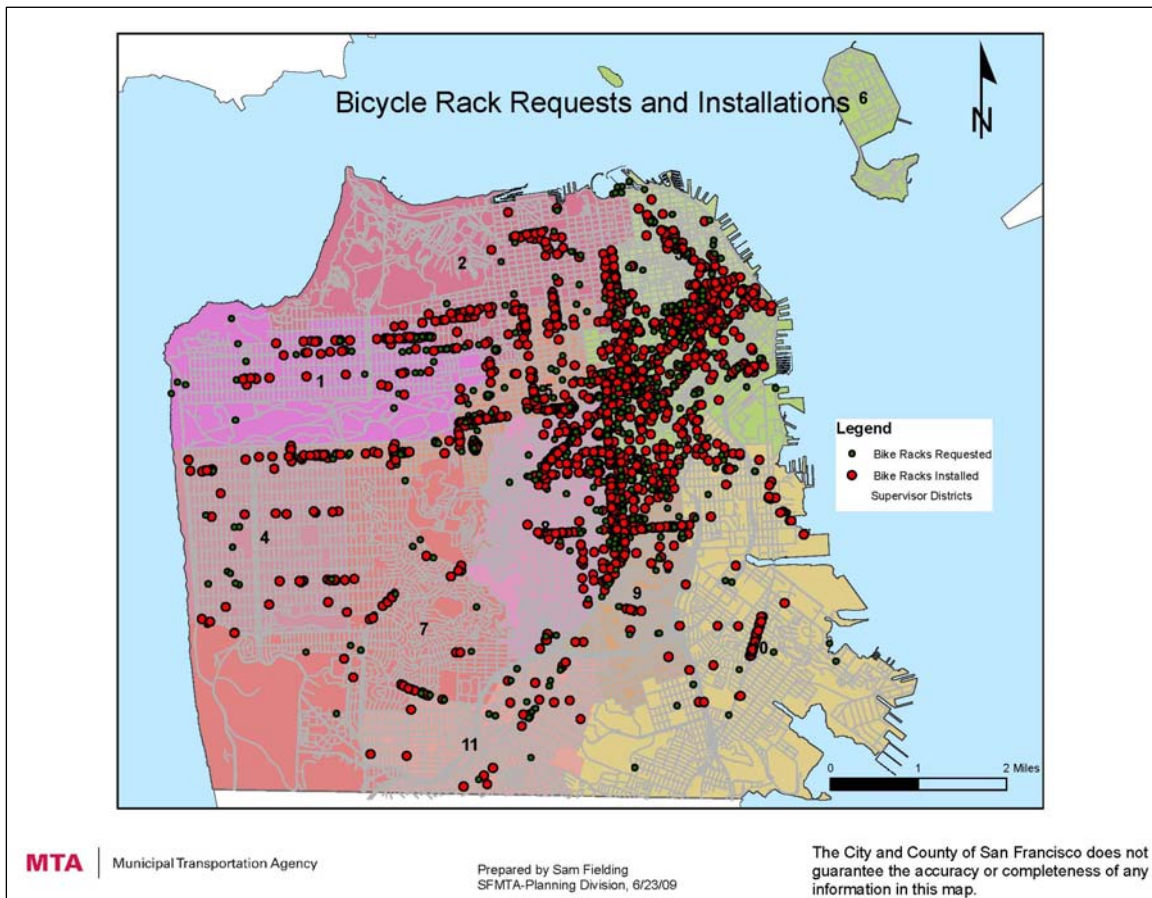 Bicycle Rack Requests and Installations
6
N
2
1
Legend
Bike Racks Requested
Bike Racks Installed
Supervisor Districts
4
9
7
11
0 1 2 Miles
MTA
Municipal Transportation Agency
Prepared by Sam Fielding
SFMTA-Planning Division, 6/23/09
The City and County of San Francisco does not
guarantee the accuracy or completeness of any
information in this map.